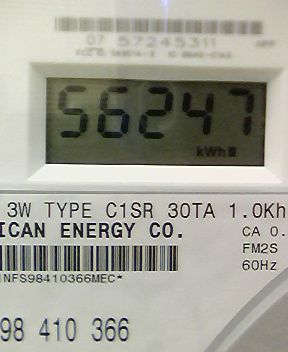 07 57245311
56247
kWh
3W TYPE C1SR 30TA 1.0Kh
ICAN ENERGY CO.
CA 0.
FM2S
60Hz
INFS98410366MEC*
98 410 366